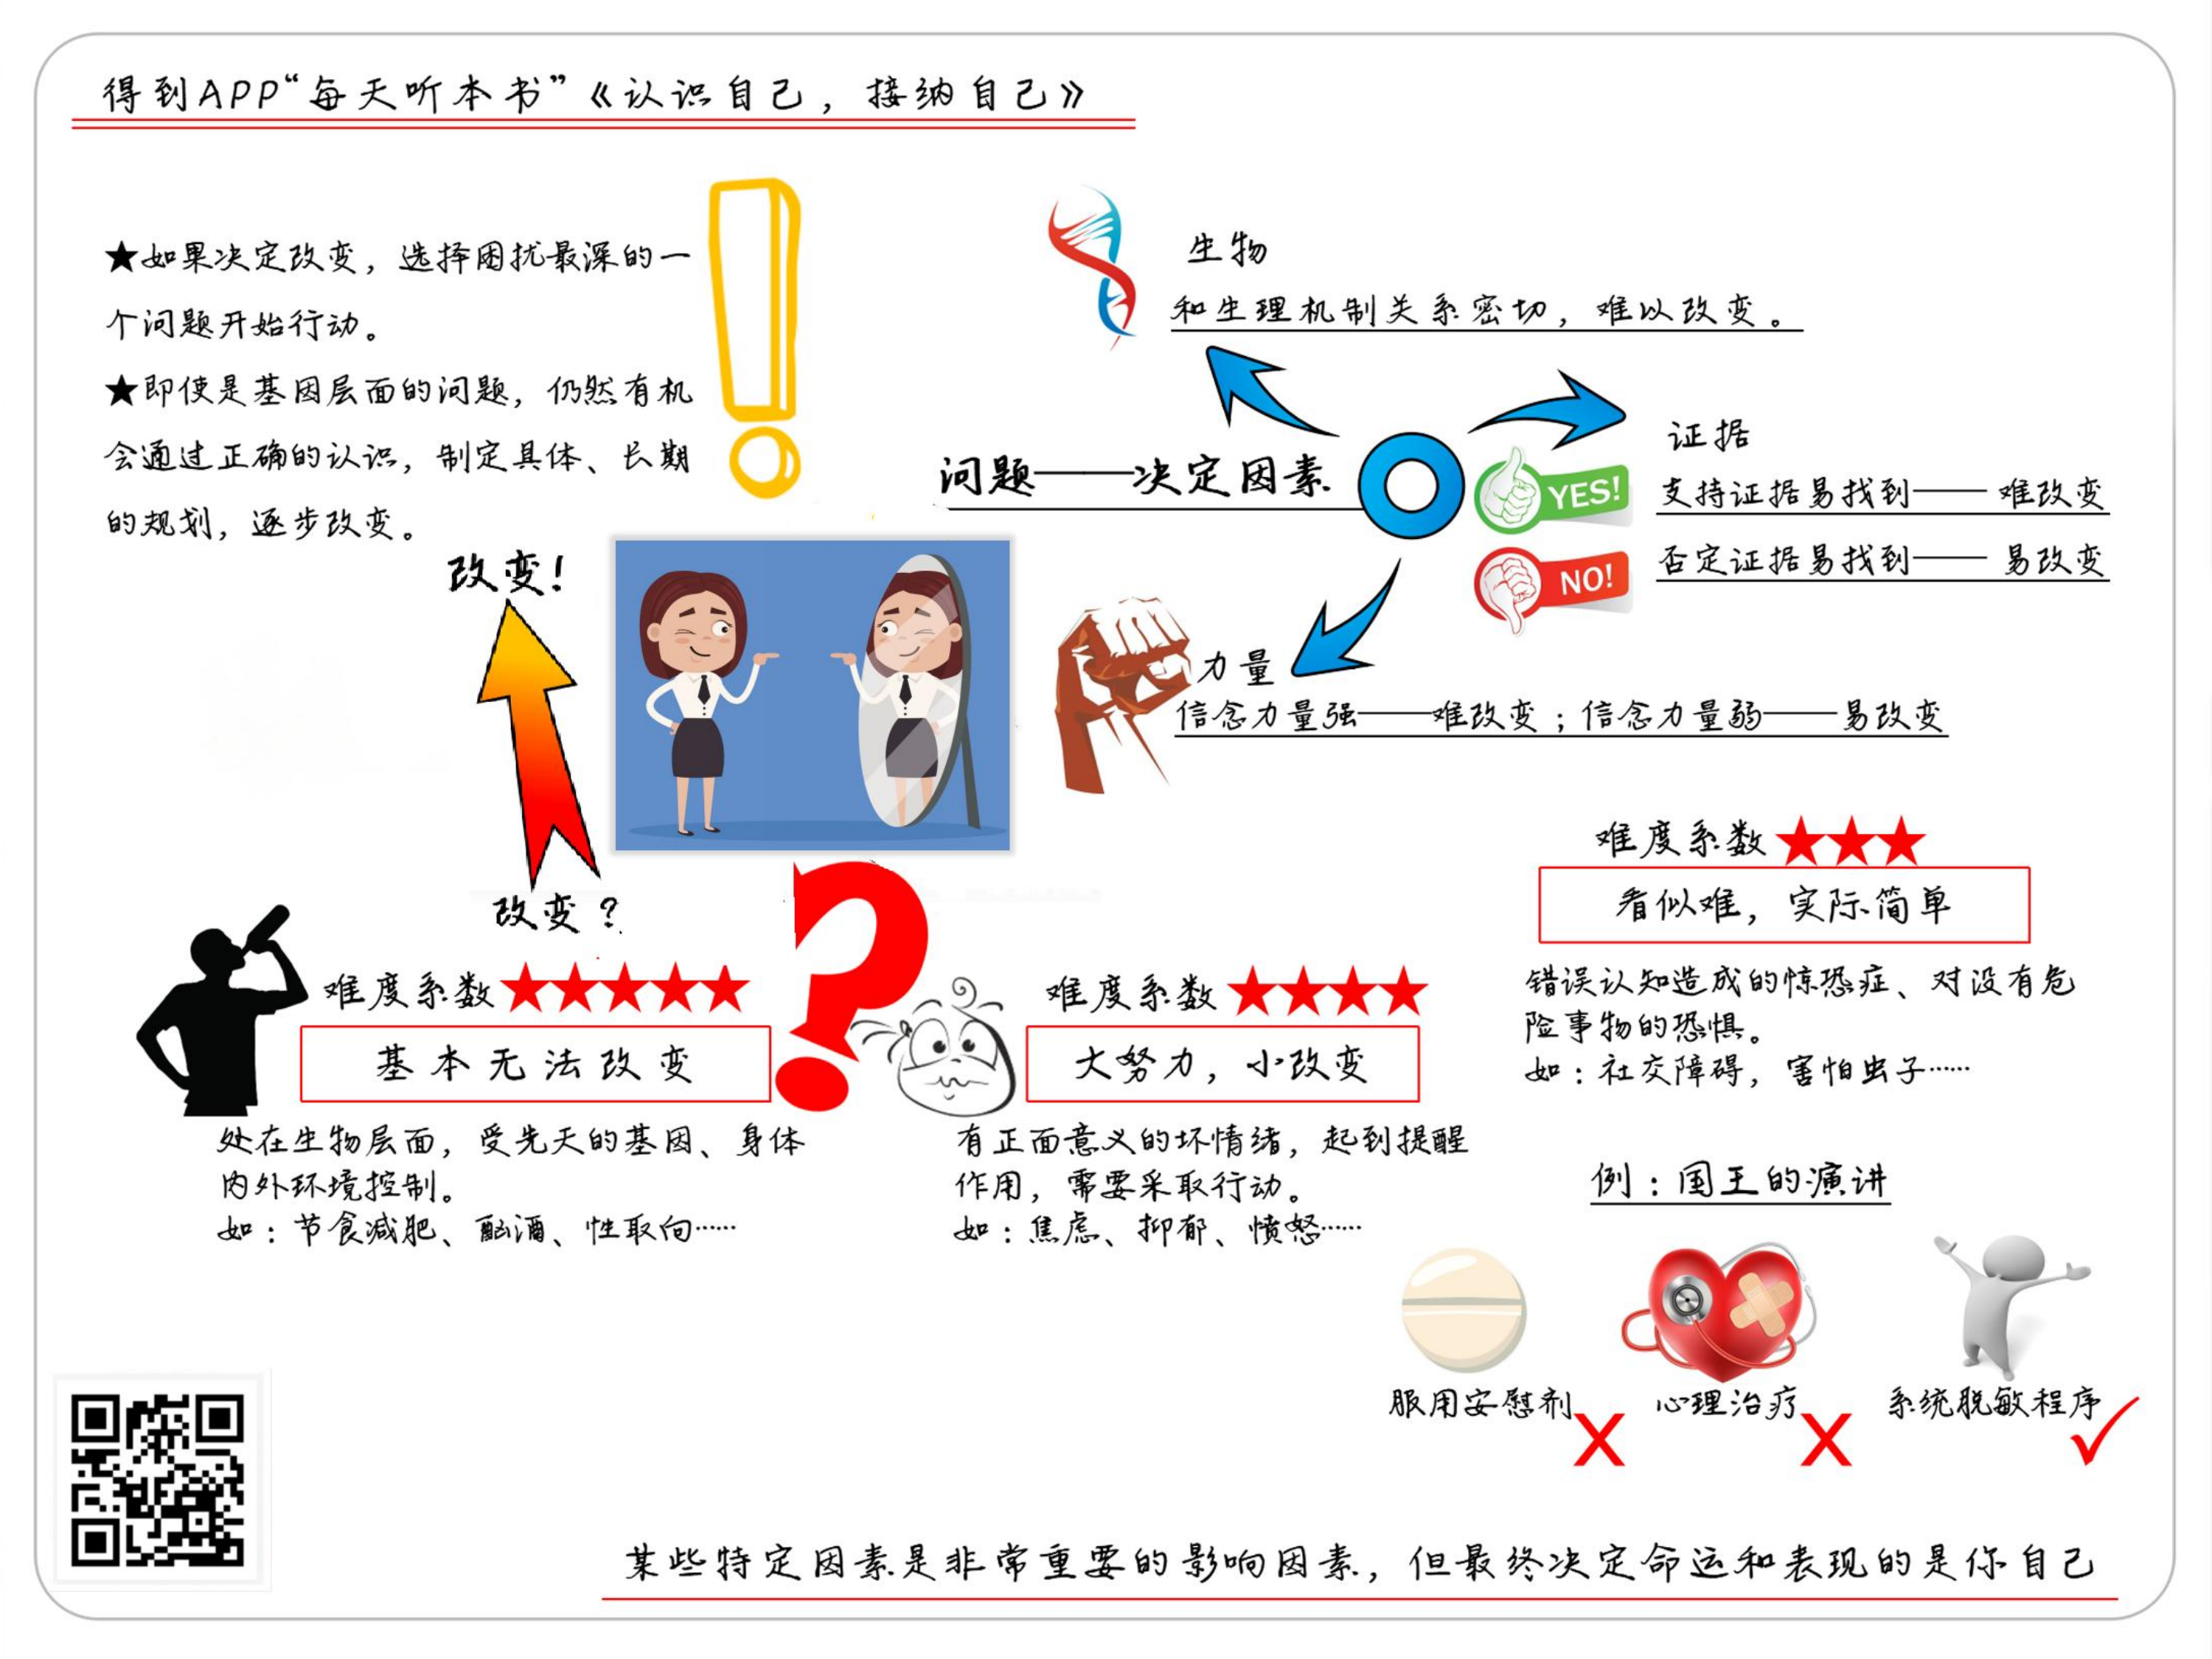 得到APP“每天听本书”《认识自己，接纳自己》
★如果决定改变，选择困扰最深的一
个问题开始行动。
★即使是基因层面的问题，仍然有机
会通过正确的认识，制定具体、长期
的规划，逐步改变。
生物
和生理机制关系密切，难以改变。
问题——决定因素
证据
YES!
支持证据易找到——难改变
NO!
否定证据易找到——易改变
力量
信念力量强——难改变；信念力量弱——易改变
改变！
改变？
难度系数★★★★★
基本无法改变
处在生物层面，受先天的基因、身体
内外环境控制。
如：节食减肥、酗酒、性取向……
难度系数★★★★
大努力，小改变
有正面意义的坏情绪，起到提醒
作用，需要采取行动。
如：焦虑、抑郁、愤怒……
难度系数★★★
看似难，实际简单
错误认知造成的惊恐症、对没有危
险事物的恐惧。
如：社交障碍，害怕虫子……
例：国王的演讲
服用安慰剂 X
心理治疗 X
系统脱敏程序 ✓
某些特定因素是非常重要的影响因素，但最终决定命运和表现的是你自己